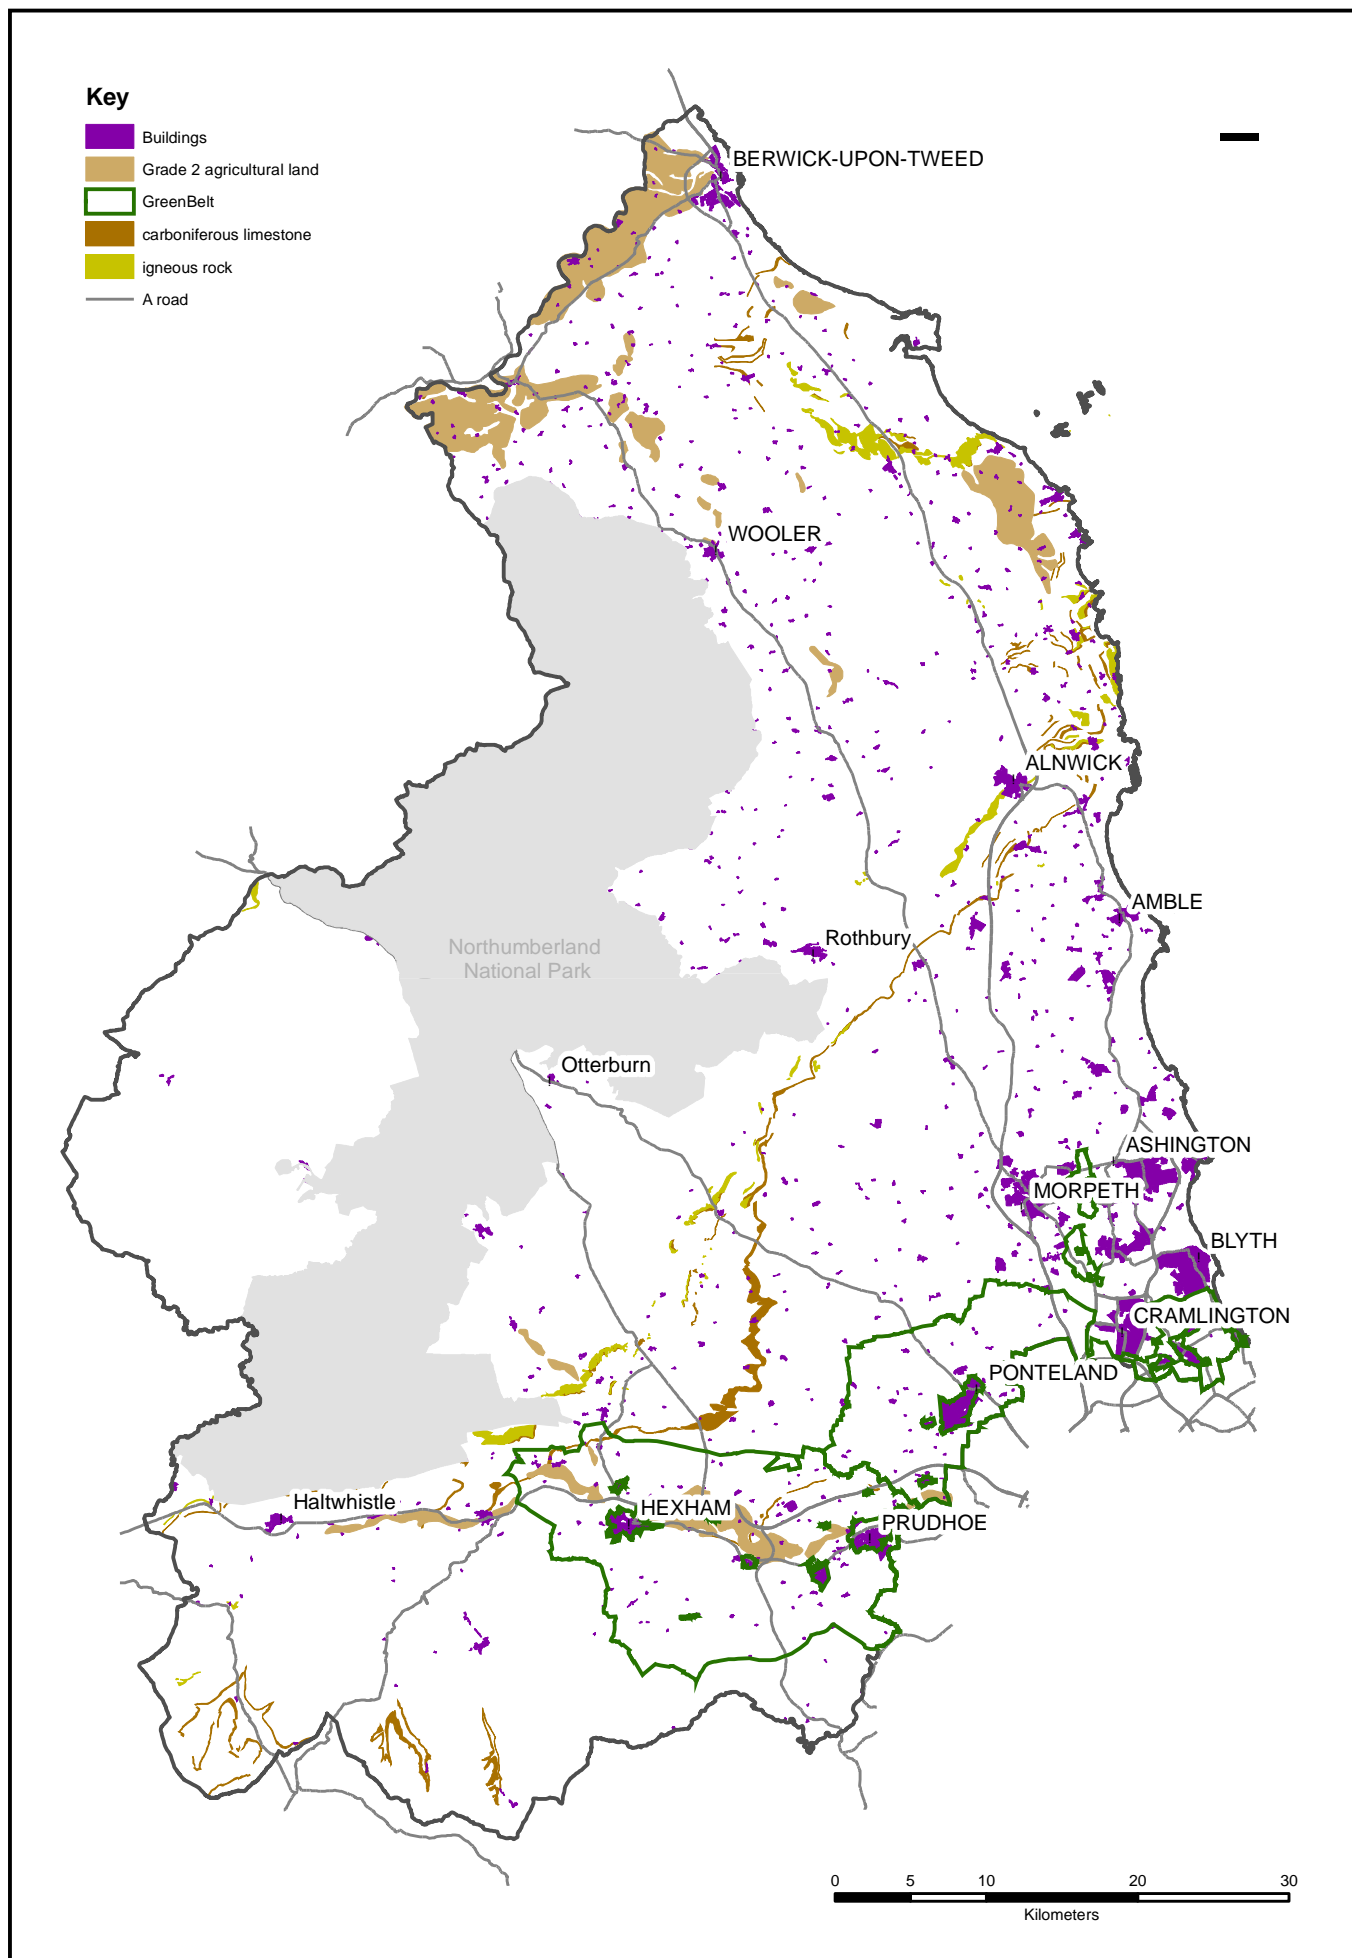 Key
Buildings
Grade 2 agricultural land
GreenBelt
carboniferous limestone
igneous rock
A road
BERWICK-UPON-TWEED
WOOLER
ALNWICK
AMBLE
Rothbury
Northumberland
National Park
Otterburn
ASHINGTON
MORPETH
BLYTH
CRAMLINGTON
PONTELAND
Haltwhistle
HEXHAM
PRUDHOE
0 5 10 20 30
Kilometers